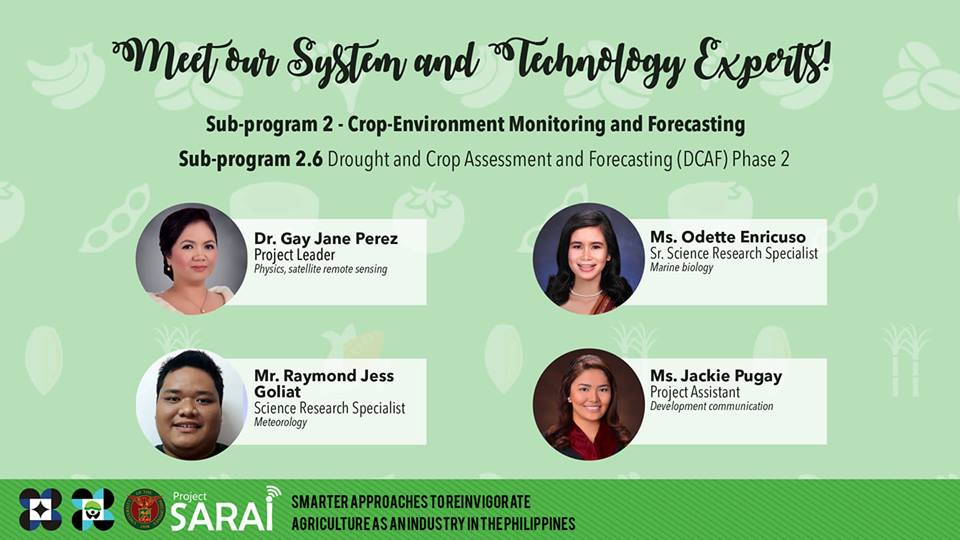 Meet our System and Technology Experts!
Sub-program 2 - Crop-Environment Monitoring and Forecasting
Sub-program 2.6 Drought and Crop Assessment and Forecasting (DCAF) Phase 2
Dr. Gay Jane Perez
Project Leader
Physics, satellite remote sensing
Ms. Odette Enricuso
Sr. Science Research Specialist
Marine biology
Mr. Raymond Jess
Goliat
Science Research Specialist
Meteorology
Ms. Jackie Pugay
Project Assistant
Development communication
Project
SARAI
SMARTER APPROACHES TO REINVIGORATE
AGRICULTURE AS AN INDUSTRY IN THE PHILIPPINES